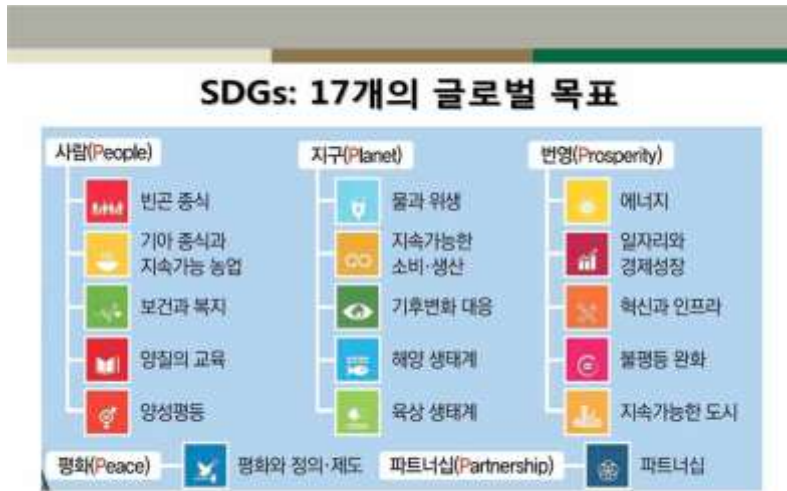 SDGs: 17개의 글로벌 목표
사람(People)
빈곤 종식
기아 종식과
지속가능 농업
보건과 복지
양질의 교육
양성평등
지구(Planet)
물과 위생
지속가능한
소비·생산
기후변화 대응
해양 생태계
육상 생태계
번영(Prosperity)
에너지
일자리와
경제성장
혁신과 인프라
불평등 완화
지속가능한 도시
평화(Peace)
평화와 정의·제도
파트너십(Partnership)
파트너십